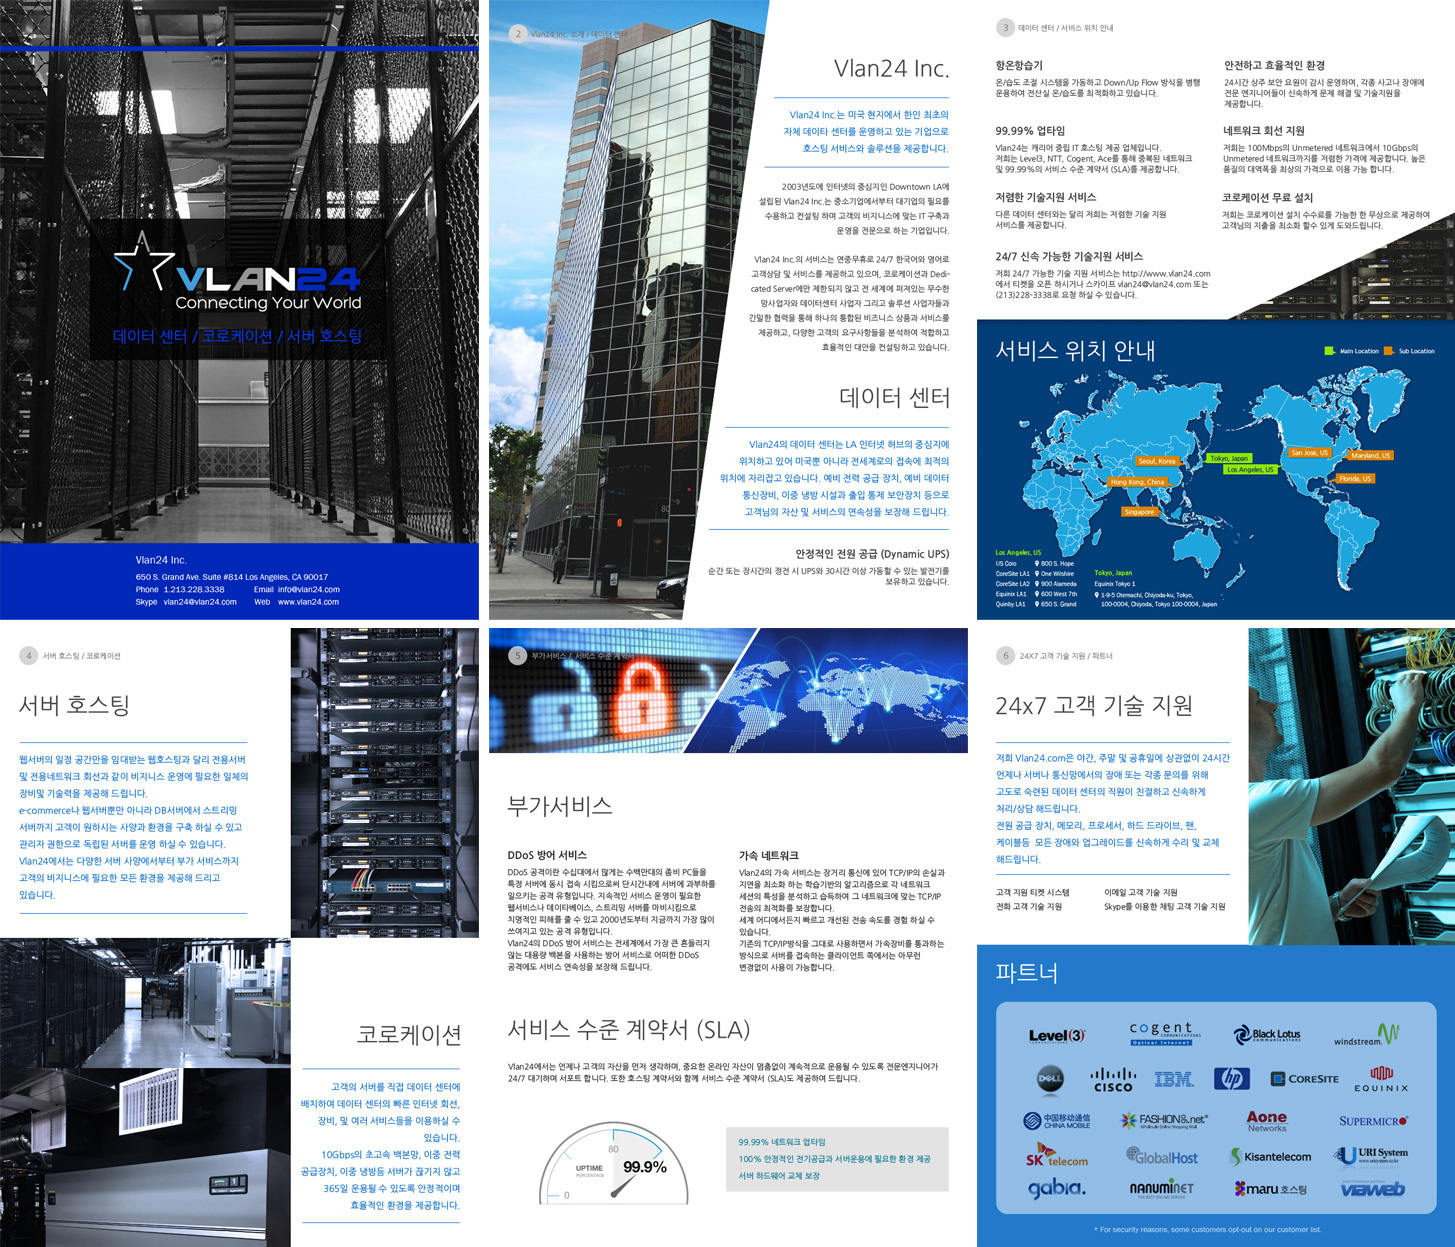 VLAN24
Connecting Your World
데이터 센터 / 코로케이션 / 서버 호스팅
Vlan24 Inc.
650 S. Grand Ave. Suite #814 Los Angeles, CA 90017
Phone 1.213.228.3338 Email info@vlan24.com
Skype vlan24@vlan24.com Web www.vlan24.com
2 Vlan24 Inc. 소개 / 데이터 센터
Vlan24 Inc.
Vlan24 Inc.는 미국 현지에서 한인 최초의
자체 데이타 센터를 운영하고 있는 기업으로
호스팅 서비스와 솔루션을 제공합니다.
2003년도에 인터넷의 중심지인 Downtown LA에
설립된 Vlan24 Inc.는 중소기업에서부터 대기업의 필요를
수용하고 컨설팅 하며 고객의 비지니스에 맞는 IT 구축과
운영을 전문으로 하는 기업입니다.
Vlan24 Inc.의 서비스는 연중무휴로 24/7 한국어와 영어로
고객상담 및 서비스를 제공하고 있으며, 코로케이션과 Dedi-
cated Server에만 제한되지 않고 전 세계에 퍼져있는 무수한
망사업자와 데이터센터 사업자 그리고 솔루션 사업자들과
긴밀한 협력을 통해 하나의 통합된 비즈니스 상품과 서비스를
제공하고, 다양한 고객의 요구사항들을 분석하여 적합하고
효율적인 대안을 컨설팅하고 있습니다.
데이터 센터
Vlan24의 데이터 센터는 LA 인터넷 허브의 중심지에
위치하고 있어 미국뿐 아니라 전세계로의 접속에 최적의
위치에 자리잡고 있습니다. 예비 전력 공급 장치, 예비 데이터
통신장비, 이중 냉방 시설과 출입 통제 보안장치 등으로
고객님의 자산 및 서비스의 연속성을 보장해 드립니다.
안정적인 전원 공급 (Dynamic UPS)
순간 또는 장시간의 정전 시 UPS와 30시간 이상 가동할 수 있는 발전기를
보유하고 있습니다.
3 데이터 센터 / 서비스 위치 안내
항온항습기
온/습도 조절 시스템을 가동하고 Down/Up Flow 방식을 병행
운용하여 전산실 온/습도를 최적화하고 있습니다.
안전하고 효율적인 환경
24시간 상주 보안 요원이 감시 운영하며, 각종 사고나 장애에
전문 엔지니어들이 신속하게 문제 해결 및 기술지원을
제공합니다.
99.99% 업타임
Vlan24는 캐리어 중립 IT 호스팅 제공 업체입니다.
저희는 Level3, NTT, Cogent, Ace를 통해 중복된 네트워크
및 99.99%의 서비스 수준 계약서 (SLA)를 제공합니다.
네트워크 회선 지원
저희는 100Mbps의 Unmetered 네트워크에서 10Gbps의
Unmetered 네트워크까지를 저렴한 가격에 제공합니다. 높은
품질의 대역폭을 최상의 가격으로 이용 가능 합니다.
저렴한 기술지원 서비스
다른 데이터 센터와는 달리 저희는 저렴한 기술 지원
서비스를 제공합니다.
코로케이션 무료 설치
저희는 코로케이션 설치 수수료를 가능한 한 무상으로 제공하여
고객님의 지출을 최소화 할수 있게 도와드립니다.
24/7 신속 가능한 기술지원 서비스
저희 24/7 가능한 기술 지원 서비스는 http://www.vlan24.com
에서 티켓을 오픈 하시거나 스카이프 vlan24@vlan24.com 또는
(213)228-3338로 요청 하실 수 있습니다.
서비스 위치 안내
Main Location Sub Location
Seoul, Korea
Tokyo, Japan
Los Angeles, US
San Jose, US
Maryland, US
Hong Kong, China
Florida, US
Singapore
Los Angeles, US
US Colo 800 S. Hope
CoreSite LA1 One Wilshire
CoreSite LA2 900 Alameda
Equinix LA1 600 West 7th
Quinby LA1 650 S. Grand
Tokyo, Japan
Equinix Tokyo 1
1-9-5 Otemachi, Chiyoda-ku, Tokyo,
100-0004, Chiyoda, Tokyo 100-0004, Japan
4 서버 호스팅 / 코로케이션
서버 호스팅
웹서버의 일정 공간만을 임대받는 웹호스팅과 달리 전용서버
및 전용네트워크 회선과 같이 비지니스 운영에 필요한 일체의
장비및 기술력을 제공해 드립니다.
e-commerce나 웹서버뿐만 아니라 DB서버에서 스트리밍
서버까지 고객이 원하시는 사양과 환경을 구축 하실 수 있고
관리자 권한으로 독립된 서버를 운영 하실 수 있습니다.
Vlan24에서는 다양한 서버 사양에서부터 부가 서비스까지
고객의 비지니스에 필요한 모든 환경을 제공해 드리고
있습니다.
코로케이션
고객의 서버를 직접 데이터 센터에
배치하여 데이터 센터의 빠른 인터넷 회선,
장비, 및 여러 서비스들을 이용하실 수
있습니다.
10Gbps의 초고속 백본망, 이중 전력
공급장치, 이중 냉방등 서버가 끊기지 않고
365일 운용될 수 있도록 안정적이며
효율적인 환경을 제공합니다.
5 부가서비스 / 서비스 수준 계약서
부가서비스
DDoS 방어 서비스
DDoS 공격이란 수십대에서 많게는 수백만대의 좀비 PC들을
특정 서버에 동시 접속 시킴으로써 단시간내에 서버에 과부하를
일으키는 공격 유형입니다. 지속적인 서비스 운영이 필요한
웹서비스나 데이터베이스, 스트리밍 서버를 마비시킴으로
치명적인 피해를 줄 수 있고 2000년도부터 지금까지 가장 많이
쓰여지고 있는 공격 유형입니다.
Vlan24의 DDoS 방어 서비스는 전세계에서 가장 큰 흔들리지
않는 대용량 백본을 사용하는 방어 서비스로 어떠한 DDoS
공격에도 서비스 연속성을 보장해 드립니다.
가속 네트워크
Vlan24의 가속 서비스는 장거리 통신에 있어 TCP/IP의 손실과
지연을 최소화 하는 학습기반의 알고리즘으로 각 네트워크
세션의 특성을 분석하고 습득하여 그 네트워크에 맞는 TCP/IP
전송의 최적화를 보장합니다.
세계 어디에서든지 빠르고 개선된 전송 속도를 경험 하실 수
있습니다.
기존의 TCP/IP방식을 그대로 사용하면서 가속장비를 통과하는
방식으로 서버를 접속하는 클라이언트 쪽에서는 아무런
변경없이 사용이 가능합니다.
서비스 수준 계약서 (SLA)
Vlan24에서는 언제나 고객의 자산을 먼저 생각하며, 중요한 온라인 자산이 멈춤없이 계속적으로 운용될 수 있도록 전문엔지니어가
24/7 대기하며 서포트 합니다. 또한 호스팅 계약서와 함께 서비스 수준 계약서 (SLA)도 제공하여 드립니다.
80
UPTIME
PERCENTAGE
99.9%
0
99.99% 네트워크 업타임
100% 안정적인 전기공급과 서버운용에 필요한 환경 제공
서버 하드웨어 교체 보장
6 24X7 고객 기술 지원 / 파트너
24x7 고객 기술 지원
저희 Vlan24.com은 야간, 주말 및 공휴일에 상관없이 24시간
언제나 서버나 통신망에서의 장애 또는 각종 문의를 위해
고도로 숙련된 데이터 센터의 직원이 친절하고 신속하게
처리/상담 해드립니다.
전원 공급 장치, 메모리, 프로세서, 하드 드라이브, 팬,
케이블등 모든 장애와 업그레이드를 신속하게 수리 및 교체
해드립니다.
고객 지원 티켓 시스템 이메일 고객 기술 지원
전화 고객 기술 지원 Skype를 이용한 채팅 고객 기술 지원
파트너
Level(3) COMMUNICATIONS
cogent COMMUNICATIONS Optical Internet
Black Lotus communications
windstream.
DELL
CISCO
IBM
hp
CORESITE
EQUINIX
中国移动通信 CHINA MOBILE
FASHION&.net
Aone Networks
SUPERMICRO
SK telecom
GlobalHost
Kisantelecom
URI System
gabia.
NANUMINET
maru 호스팅
viaweb
* For security reasons, some customers opt-out on our customer list.